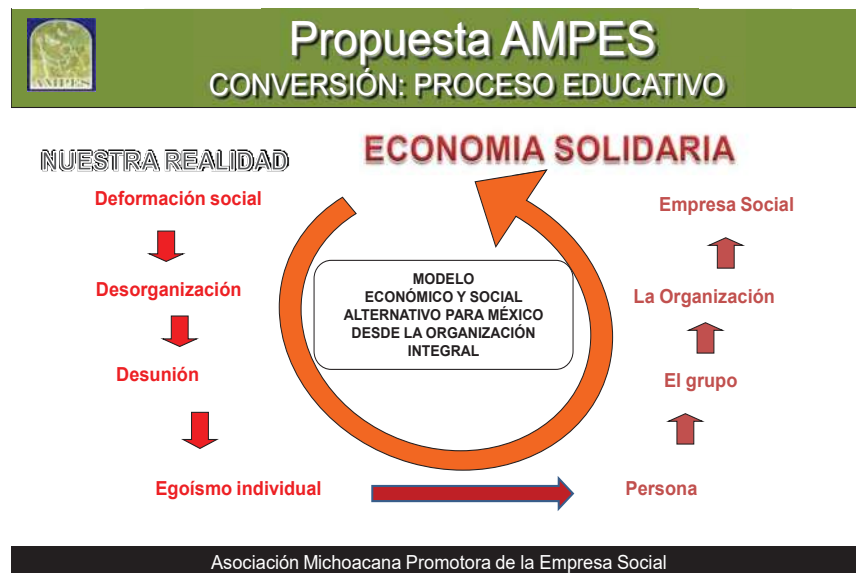 AMPES
Propuesta AMPES
CONVERSIÓN: PROCESO EDUCATIVO
NUESTRA REALIDAD
ECONOMIA SOLIDARIA
Deformación social
Desorganización
Desunión
Egoísmo individual
MODELO
ECONÓMICO Y SOCIAL
ALTERNATIVO PARA MÉXICO
DESDE LA ORGANIZACIÓN
INTEGRAL
Empresa Social
La Organización
El grupo
Persona
Asociación Michoacana Promotora de la Empresa Social